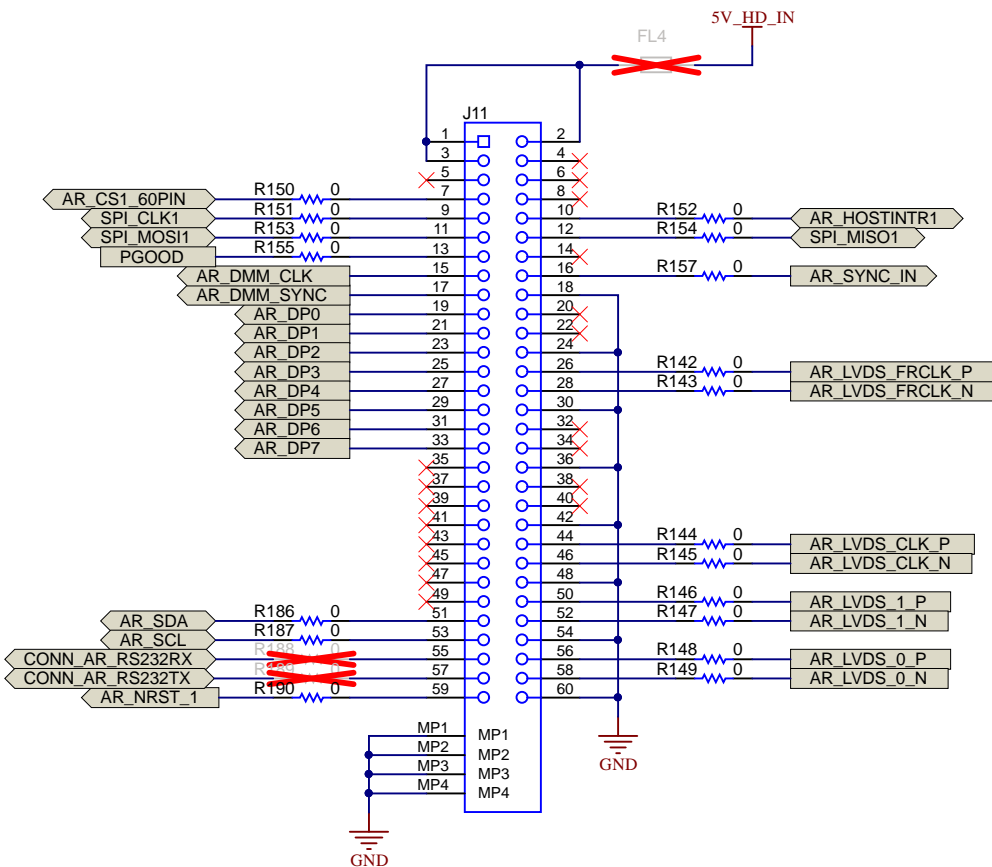 5V_HD_IN
FL4
J11
1 2
3 4
5 6
AR_CS1_60PIN R150 0 7 8
SPI_CLK1 R151 0 9 10 R152 0 AR_HOSTINTR1
SPI_MOSI1 R153 0 11 12 R154 0 SPI_MISO1
PGOOD R155 0 13 14
AR_DMM_CLK 15 16 R157 0 AR_SYNC_IN
AR_DMM_SYNC 17 18
AR_DP0 19 20
AR_DP1 21 22
AR_DP2 23 24
AR_DP3 25 26 R142 0 AR_LVDS_FRCLK_P
AR_DP4 27 28 R143 0 AR_LVDS_FRCLK_N
AR_DP5 29 30
AR_DP6 31 32
AR_DP7 33 34
35 36
37 38
39 40
41 42
43 44 R144 0 AR_LVDS_CLK_P
45 46 R145 0 AR_LVDS_CLK_N
47 48
49 50 R146 0 AR_LVDS_1_P
AR_SDA R186 0 51 52 R147 0 AR_LVDS_1_N
AR_SCL R187 0 53 54
CONN_AR_RS232RX R188 0 55 56 R148 0 AR_LVDS_0_P
CONN_AR_RS232TX 57 58 R149 0 AR_LVDS_0_N
AR_NRST_1 R190 0 59 60
MP1 MP1
MP2 MP2
MP3 MP3
MP4 MP4
GND
GND